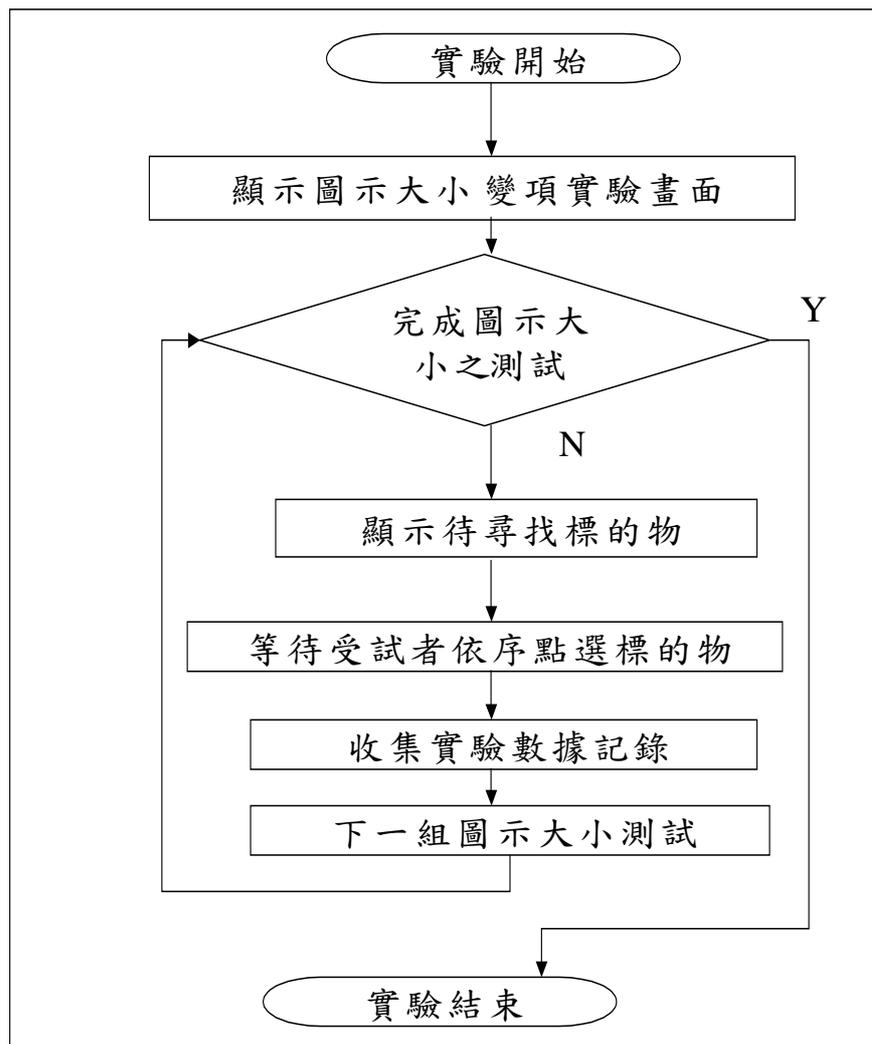 實驗開始
顯示圖示大小變項實驗畫面
完成圖示大
小之測試
Y
N
顯示待尋找標的物
等待受試者依序點選標的物
收集實驗數據記錄
下一組圖示大小測試
實驗結束